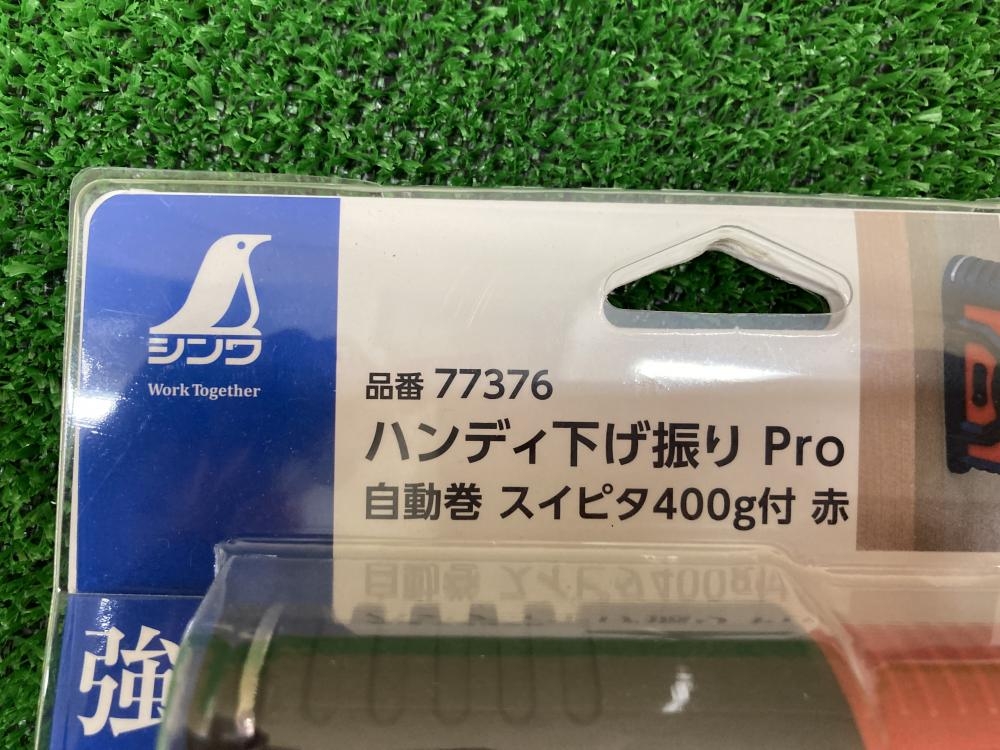 シンワ
Work Together
品番 77376
ハンディ下げ振り Pro
自動巻 スイピタ400g付 赤
強